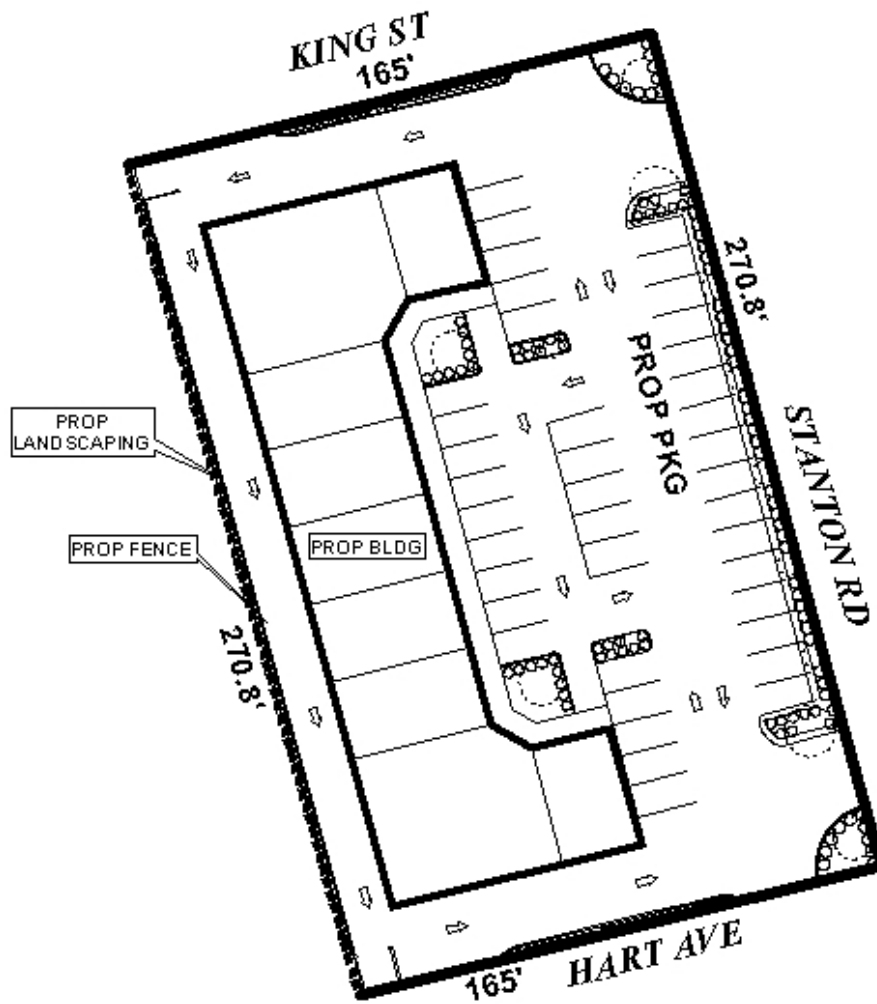 KING ST
165'
270.8'
PROP PKG
STANTON RD
PROP
LANDSCAPING
PROP BLDG
PROP FENCE
270.8'
HART AVE
165'